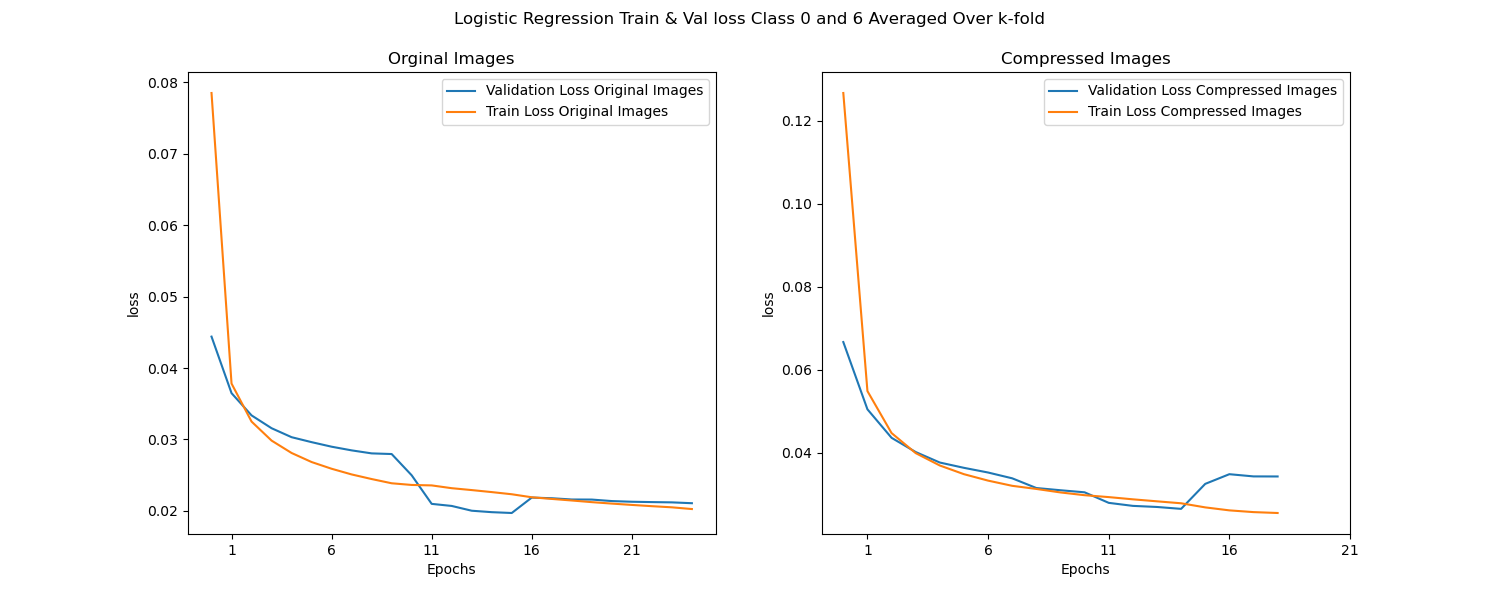 Logistic Regression Train & Val loss Class 0 and 6 Averaged Over k-fold
Orginal Images
Validation Loss Original Images
Train Loss Original Images
0.08
0.07
0.06
0.05
0.04
0.03
0.02
loss
1 6 11 16 21
Epochs
Compressed Images
Validation Loss Compressed Images
Train Loss Compressed Images
0.12
0.10
0.08
0.06
0.04
loss
1 6 11 16 21
Epochs